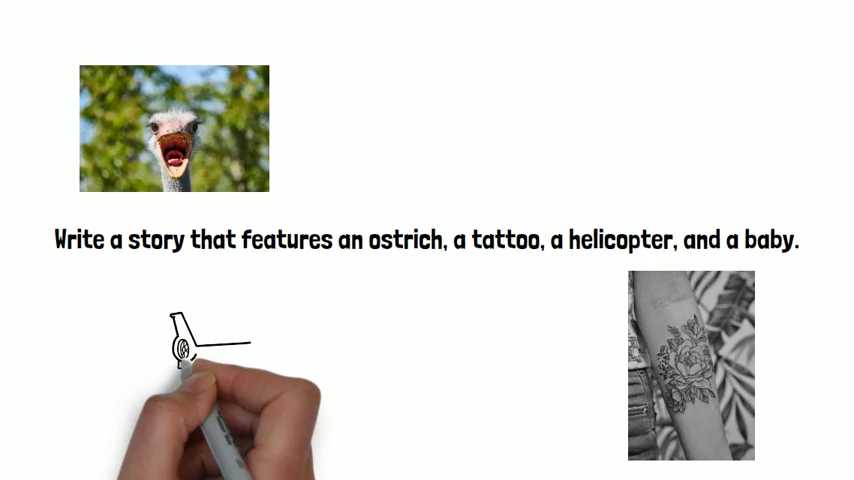 Write a story that features an ostrich, a tattoo, a helicopter, and a baby.